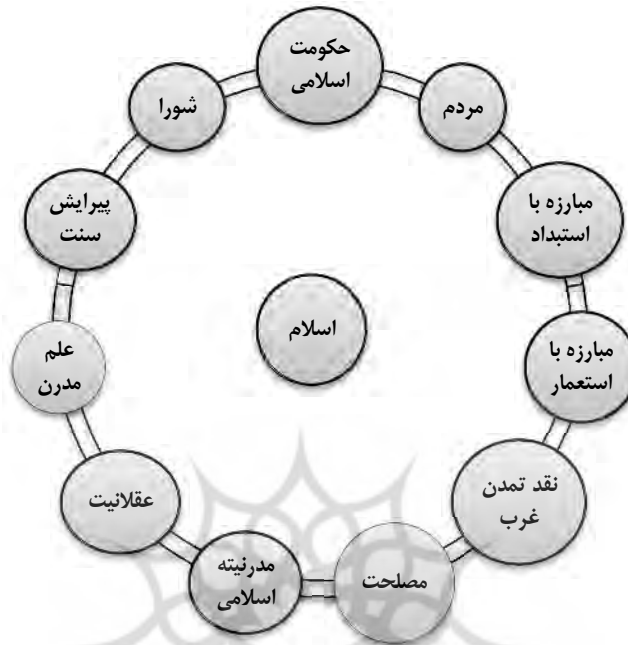 حکومت
اسلامی
مردم
مبارزه با
استبداد
مبارزه با
استعمار
نقد تمدن
غرب
مصلحت
مدرنیته
اسلامی
عقلانیت
علم
مدرن
پیرایش
سنت
شورا
اسلام